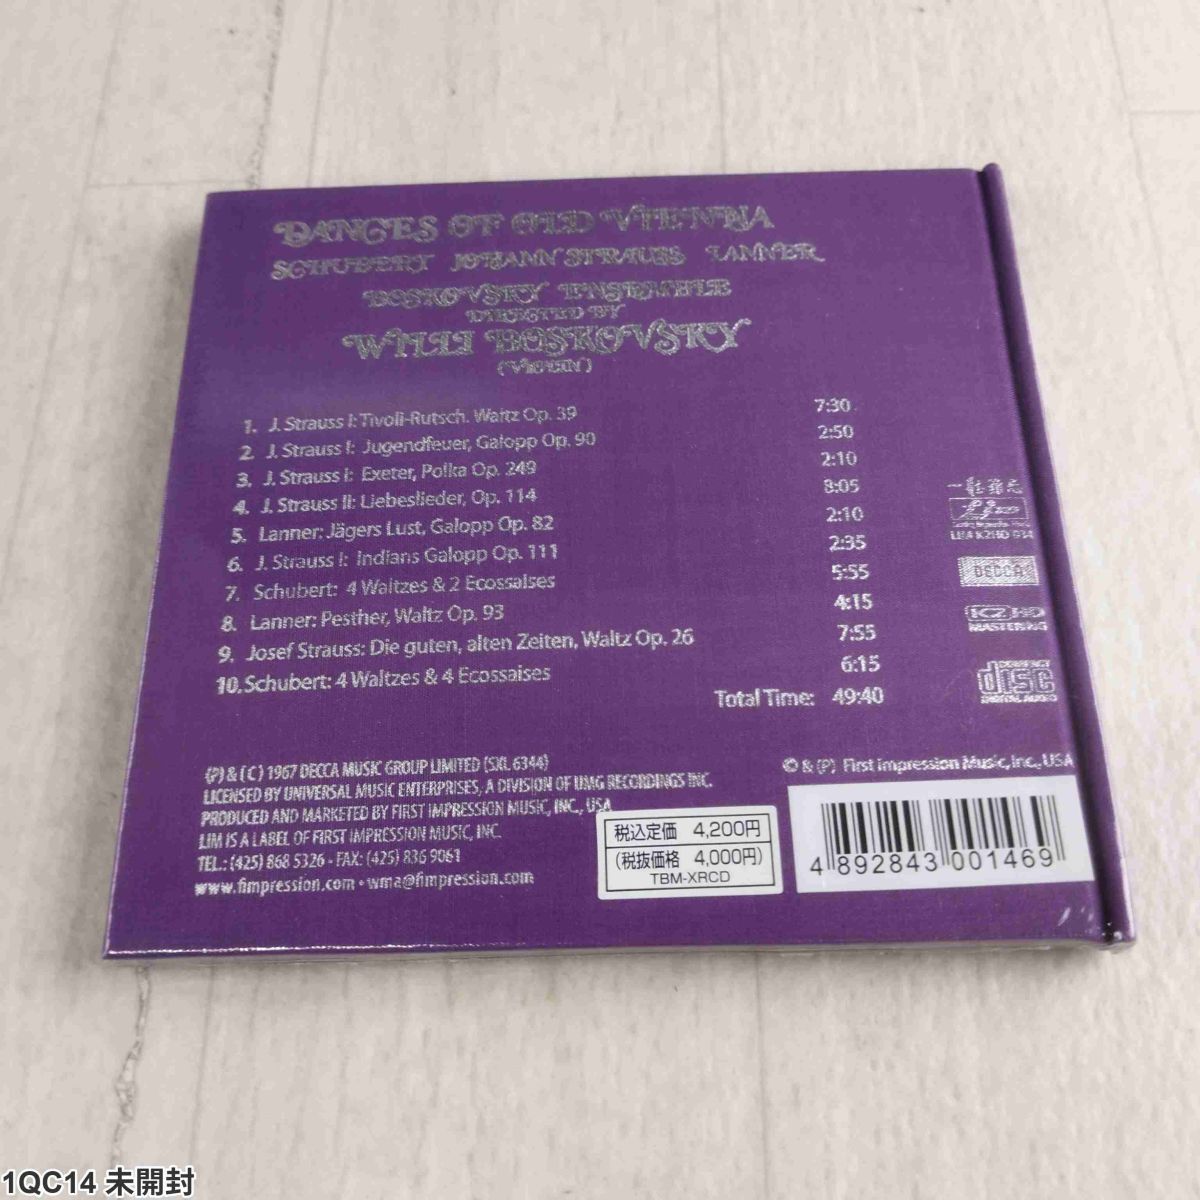 DANCES OF OLD VIENNA
SCHUBERT JOHANN STRAUSS LANNER
BOSKOVSKY ENSEMBLE
DIRECTED BY
WILLI BOSKOVSKY
(VIOLIN)
1. J. Strauss I: Tivoli-Rutsch. Waltz Op. 39 7:30
2 J. Strauss I: Jugendfeuer, Galopp Op. 90 2:50
3. J. Strauss I: Exeter, Polka Op. 249 2:10
4. J. Strauss II: Liebeslieder, Op. 114 8:05
5. Lanner: Jägers Lust, Galopp Op. 82 2:10
6. J. Strauss I: Indians Galopp Op. 111 2:35
7. Schubert: 4 Waltzes & 2 Ecossaises 5:55
8. Lanner: Pesther, Waltz Op. 93 4:15
9. Josef Strauss: Die guten, alten Zeiten, Waltz Op. 26 7:55
10. Schubert: 4 Waltzes & 4 Ecossaises 6:15
Total Time: 49:40
LIM K2HD 034
DECCA
K2 HD
MASTERING
COMPACT
disc
DIGITAL AUDIO
(P) & (C) 1967 DECCA MUSIC GROUP LIMITED (SXL 6344)
LICENSED BY UNIVERSAL MUSIC ENTERPRISES, A DIVISION OF UMG RECORDINGS INC.
PRODUCED AND MARKETED BY FIRST IMPRESSION MUSIC, INC., USA
LIM IS A LABEL OF FIRST IMPRESSION MUSIC, INC.
TEL.: (425) 868 5326 - FAX: (425) 836 9061
www.fimpression.com • wma@fimpression.com
© & (P) First Impression Music, Inc., USA
税込定価 4,200円
(税抜価格 4,000円)
TBM-XRCD
4 892843 001469
1QC14 未開封